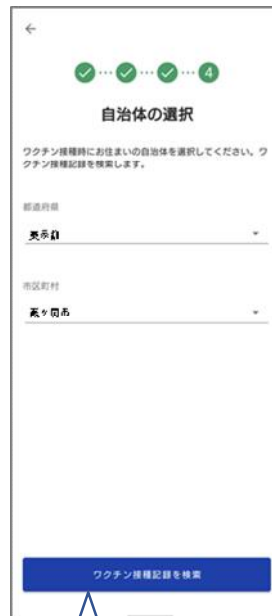 4
自治体の選択
ワクチン接種時にお住まいの自治体を選択してください。ワ
クチン接種記録を検索します。
都道府県
市区町村
ワクチン接種記録を検索